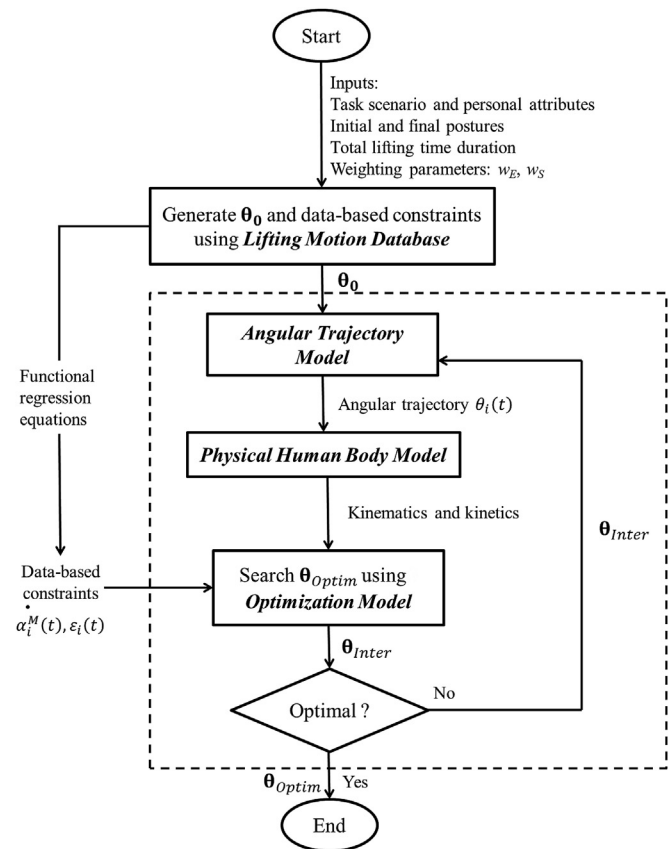 Start
Inputs:
Task scenario and personal attributes
Initial and final postures
Total lifting time duration
Weighting parameters: w_E, w_S
Generate θ₀ and data-based constraints
using Lifting Motion Database
θ₀
Angular Trajectory
Model
Functional
regression
equations
Angular trajectory θ_i(t)
Physical Human Body Model
Kinematics and kinetics
θ_Inter
Data-based
constraints
α̇_i^M(t), ε_i(t)
Search θ_Optim using
Optimization Model
θ_Inter
Optimal ?
No
θ_Optim Yes
End